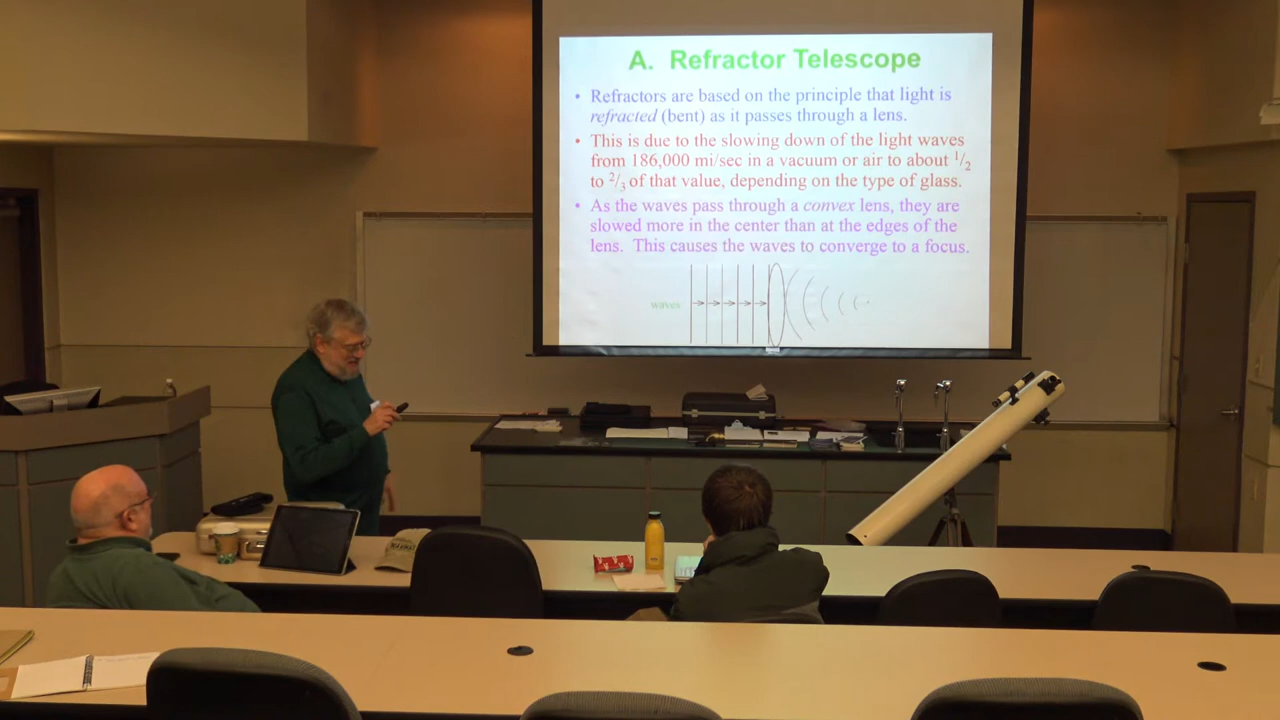 A. Refractor Telescope
• Refractors are based on the principle that light is
refracted (bent) as it passes through a lens.
• This is due to the slowing down of the light waves
from 186,000 mi/sec in a vacuum or air to about 1/2
to 2/3 of that value, depending on the type of glass.
• As the waves pass through a convex lens, they are
slowed more in the center than at the edges of the
lens. This causes the waves to converge to a focus.
waves